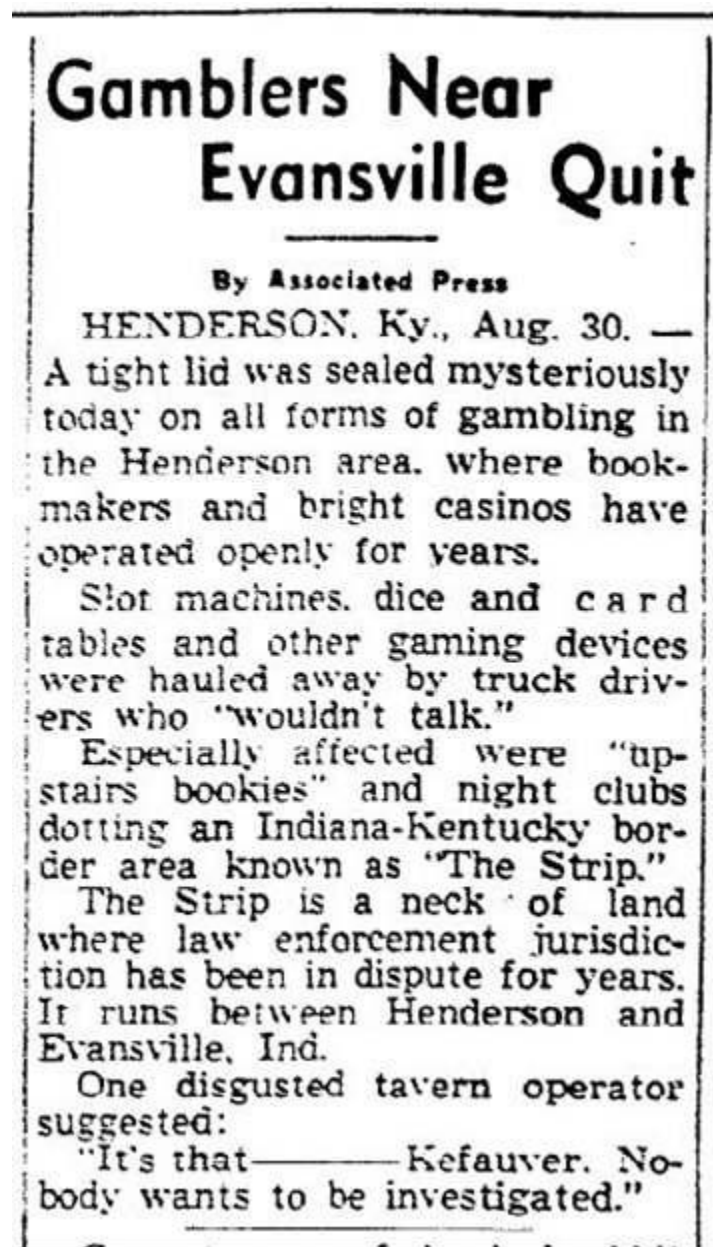 Gamblers Near
Evansville Quit
By Associated Press
HENDERSON, Ky., Aug. 30. —
A tight lid was sealed mysteriously
today on all forms of gambling in
the Henderson area, where book-
makers and bright casinos have
operated openly for years.
Slot machines, dice and card
tables and other gaming devices
were hauled away by truck driv-
ers who "wouldn't talk."
Especially affected were "up-
stairs bookies" and night clubs
dotting an Indiana-Kentucky bor-
der area known as "The Strip."
The Strip is a neck of land
where law enforcement jurisdic-
tion has been in dispute for years.
It runs between Henderson and
Evansville, Ind.
One disgusted tavern operator
suggested:
"It's that———Kefauver. No-
body wants to be investigated."